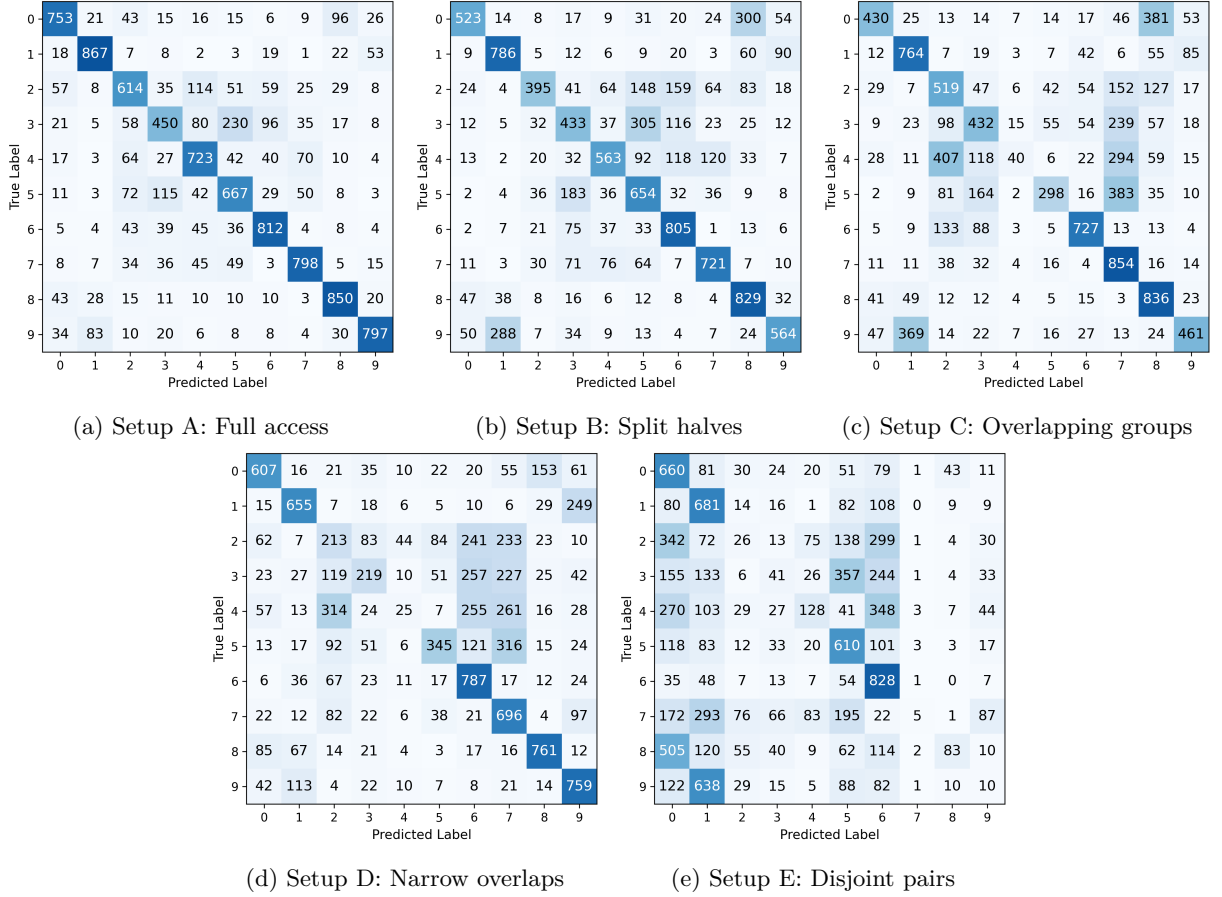 0 753 21 43 15 16 15 6 9 96 26
1 18 867 7 8 2 3 19 1 22 53
2 57 8 614 35 114 51 59 25 29 8
3 21 5 58 450 80 230 96 35 17 8
4 17 3 64 27 723 42 40 70 10 4
5 11 3 72 115 42 667 29 50 8 3
6 5 4 43 39 45 36 812 4 8 4
7 8 7 34 36 45 49 3 798 5 15
8 43 28 15 11 10 10 10 3 850 20
9 34 83 10 20 6 8 8 4 30 797
0 1 2 3 4 5 6 7 8 9
Predicted Label
True Label
(a) Setup A: Full access
0 523 14 8 17 9 31 20 24 300 54
1 9 786 5 12 6 9 20 3 60 90
2 24 4 395 41 64 148 159 64 83 18
3 12 5 32 433 37 305 116 23 25 12
4 13 2 20 32 563 92 118 120 33 7
5 2 4 36 183 36 654 32 36 9 8
6 2 7 21 75 37 33 805 1 13 6
7 11 3 30 71 76 64 7 721 7 10
8 47 38 8 16 6 12 8 4 829 32
9 50 288 7 34 9 13 4 7 24 564
0 1 2 3 4 5 6 7 8 9
Predicted Label
True Label
(b) Setup B: Split halves
0 430 25 13 14 7 14 17 46 381 53
1 12 764 7 19 3 7 42 6 55 85
2 29 7 519 47 6 42 54 152 127 17
3 9 23 98 432 15 55 54 239 57 18
4 28 11 407 118 40 6 22 294 59 15
5 2 9 81 164 2 298 16 383 35 10
6 5 9 133 88 3 5 727 13 13 4
7 11 11 38 32 4 16 4 854 16 14
8 41 49 12 12 4 5 15 3 836 23
9 47 369 14 22 7 16 27 13 24 461
0 1 2 3 4 5 6 7 8 9
Predicted Label
True Label
(c) Setup C: Overlapping groups
0 607 16 21 35 10 22 20 55 153 61
1 15 655 7 18 6 5 10 6 29 249
2 62 7 213 83 44 84 241 233 23 10
3 23 27 119 219 10 51 257 227 25 42
4 57 13 314 24 25 7 255 261 16 28
5 13 17 92 51 6 345 121 316 15 24
6 6 36 67 23 11 17 787 17 12 24
7 22 12 82 22 6 38 21 696 4 97
8 85 67 14 21 4 3 17 16 761 12
9 42 113 4 22 10 7 8 21 14 759
0 1 2 3 4 5 6 7 8 9
Predicted Label
True Label
(d) Setup D: Narrow overlaps
0 660 81 30 24 20 51 79 1 43 11
1 80 681 14 16 1 82 108 0 9 9
2 342 72 26 13 75 138 299 1 4 30
3 155 133 6 41 26 357 244 1 4 33
4 270 103 29 27 128 41 348 3 7 44
5 118 83 12 33 20 610 101 3 3 17
6 35 48 7 13 7 54 828 1 0 7
7 172 293 76 66 83 195 22 5 1 87
8 505 120 55 40 9 62 114 2 83 10
9 122 638 29 15 5 88 82 1 10 10
0 1 2 3 4 5 6 7 8 9
Predicted Label
True Label
(e) Setup E: Disjoint pairs